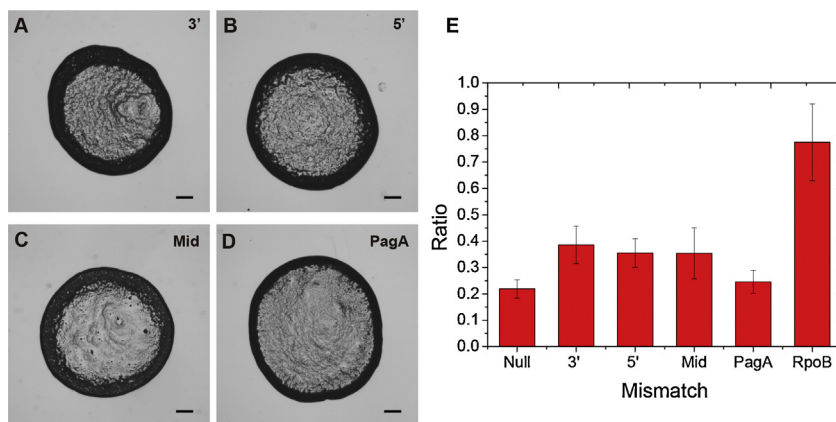 A 3'
B 5'
E
C Mid
D PagA
1.0
0.9
0.8
0.7
0.6
0.5
0.4
0.3
0.2
0.1
0.0
Ratio
Null 3' 5' Mid PagA RpoB
Mismatch